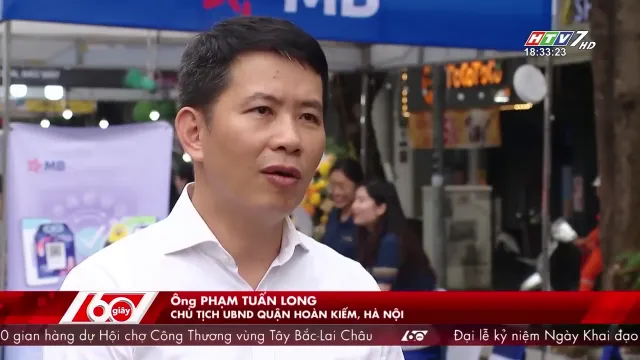 MB
HTV7 HD
18:33:23
MB
60 giây
Ông PHẠM TUẤN LONG
CHỦ TỊCH UBND QUẬN HOÀN KIẾM, HÀ NỘI
0 gian hàng dự Hội chợ Công Thương vùng Tây Bắc-Lai Châu
60
Đại lễ kỷ niệm Ngày Khai đạo